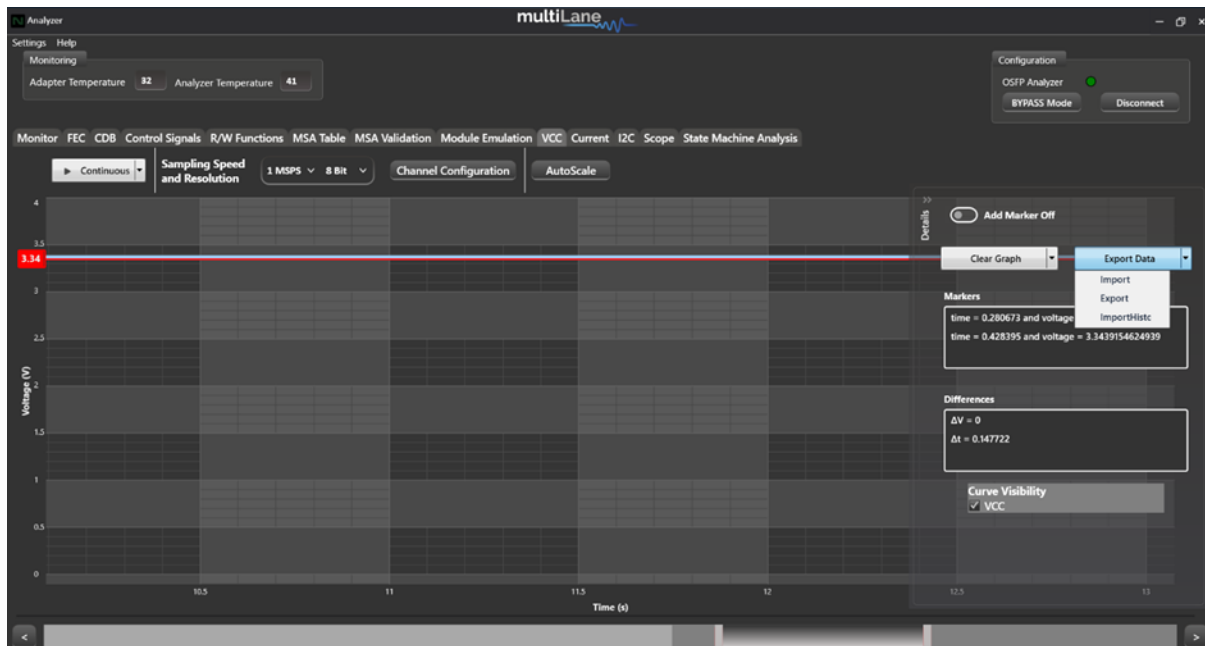 Analyzer
multiLane
Settings Help
Monitoring
Adapter Temperature 32 Analyzer Temperature 41
Configuration
OSFP Analyzer
BYPASS Mode Disconnect
Monitor FEC CDB Control Signals R/W Functions MSA Table MSA Validation Module Emulation VCC Current I2C Scope State Machine Analysis
Continuous
Sampling Speed
and Resolution
1 MSPS 8 Bit
Channel Configuration
AutoScale
Details
Add Marker Off
Clear Graph Export Data
Import
Export
ImportHistc
Markers
time = 0.280673 and voltage
time = 0.428395 and voltage = 3.3439154624939
Differences
ΔV = 0
Δt = 0.147722
Curve Visibility
VCC
Voltage (V)
4
3.5
3.34
3
2.5
2
1.5
1
0.5
0
10.5 11 11.5 12 12.5 13
Time (s)
< >